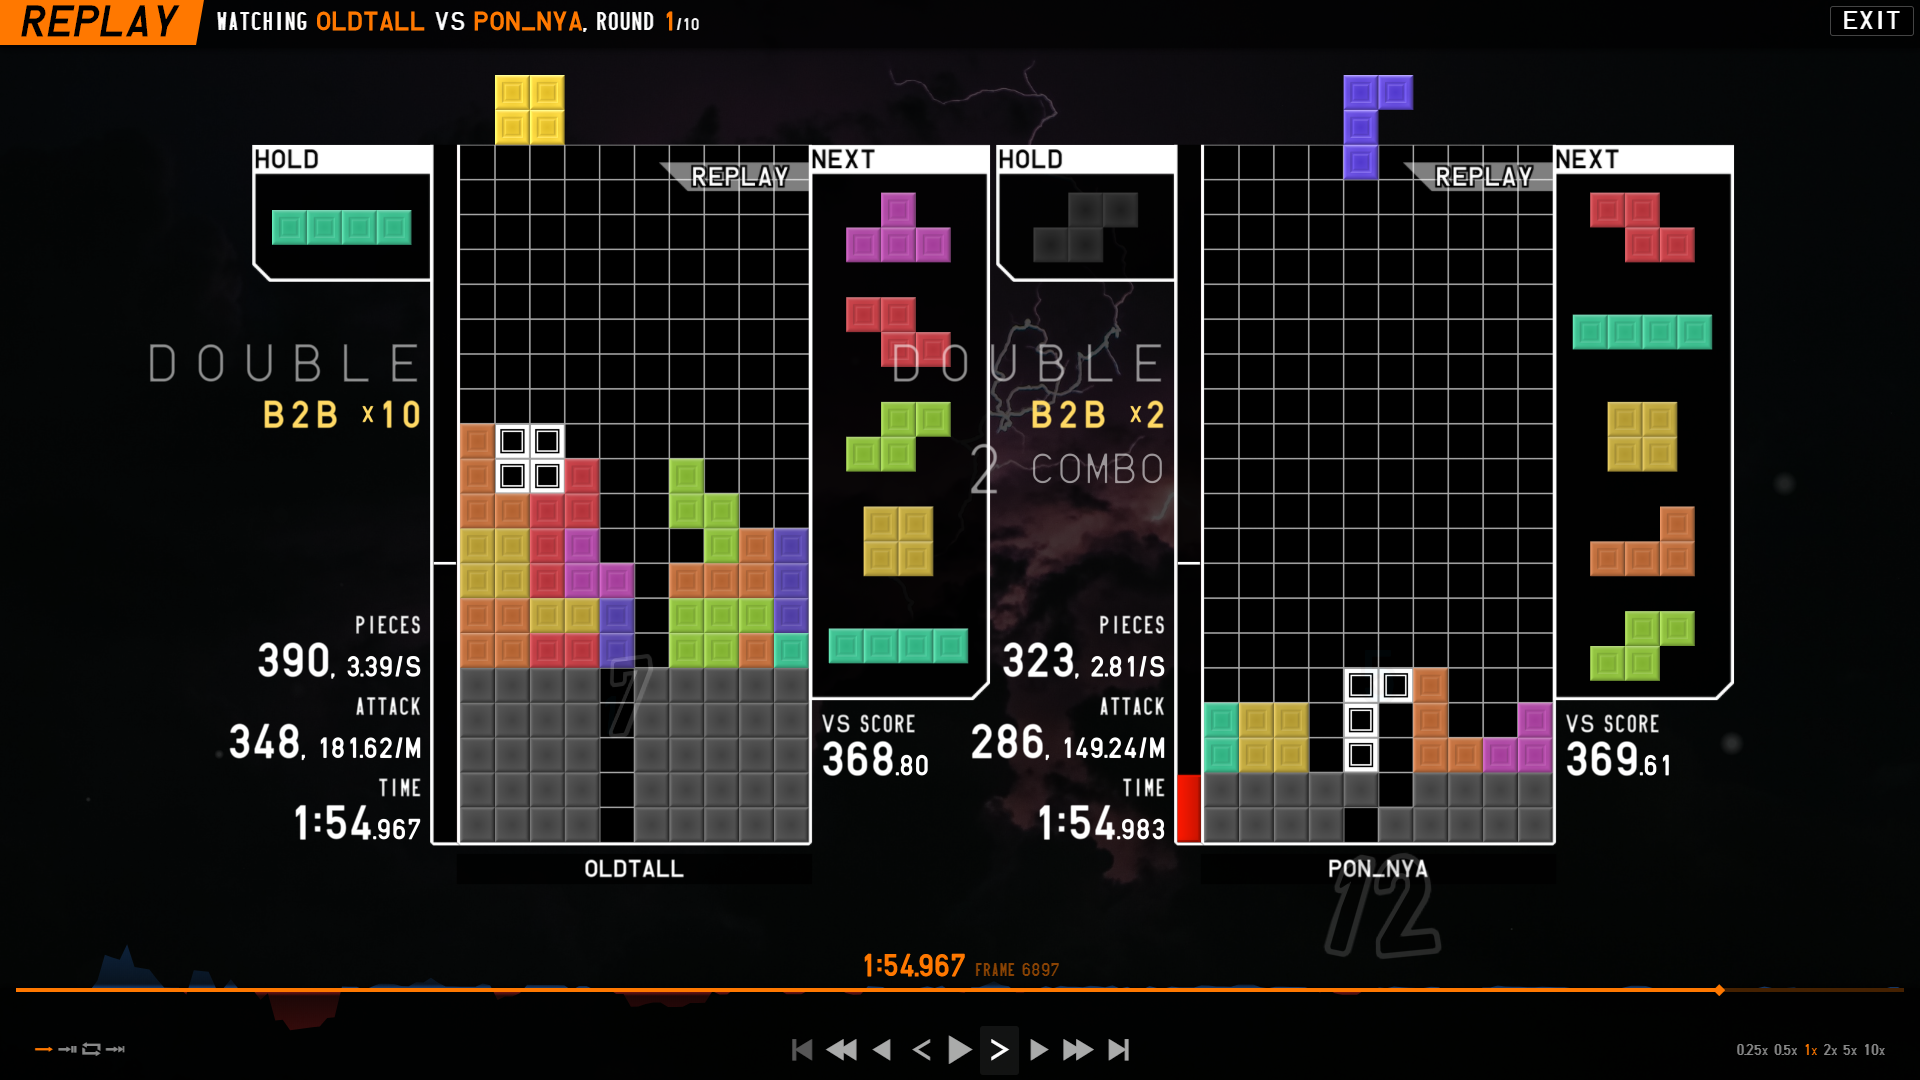 REPLAY
WATCHING OLDTALL VS PON_NYA, ROUND 1/10
EXIT
HOLD
REPLAY
NEXT
DOUBLE
B2B x10
7
PIECES
390, 3.39/S
ATTACK
348, 181.62/M
TIME
1:54.967
VS SCORE
368.80
OLDTALL
HOLD
REPLAY
NEXT
DOUBLE
B2B x2
2 COMBO
PIECES
323, 2.81/S
ATTACK
286, 149.24/M
TIME
1:54.983
VS SCORE
369.61
PON_NYA
12
1:54.967 FRAME 6897
0.25x 0.5x 1x 2x 5x 10x